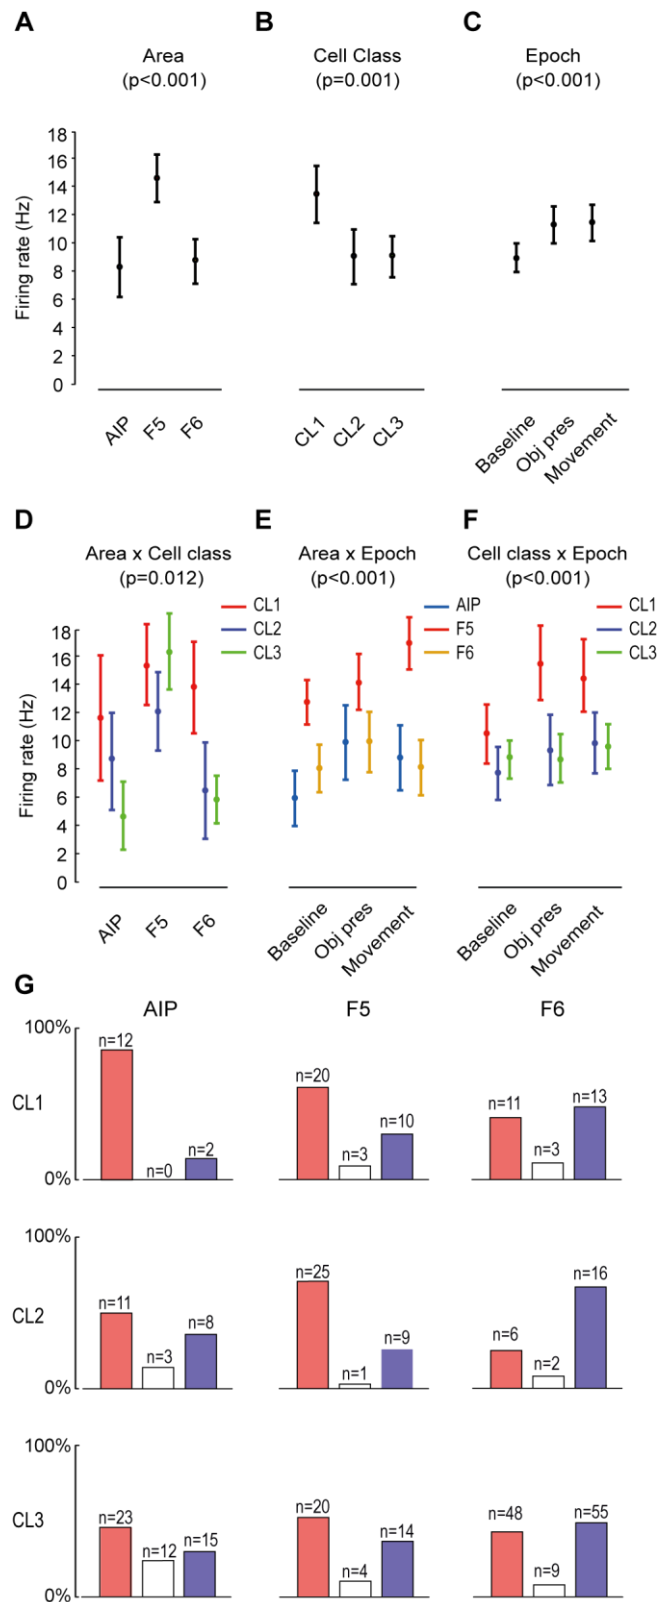 A
B
C
Area
(p<0.001)
Cell Class
(p=0.001)
Epoch
(p<0.001)
Firing rate (Hz)
18
16
14
12
10
8
6
4
2
0
AIP
F5
F6
CL1
CL2
CL3
Baseline
Obj pres
Movement
D
E
F
Area x Cell class
(p=0.012)
Area x Epoch
(p<0.001)
Cell class x Epoch
(p<0.001)
CL1
CL2
CL3
AIP
F5
F6
CL1
CL2
CL3
Firing rate (Hz)
18
16
14
12
10
8
6
4
2
0
AIP
F5
F6
Baseline
Obj pres
Movement
Baseline
Obj pres
Movement
G
AIP
F5
F6
100%
CL1
0%
n=12
n=0
n=2
n=20
n=3
n=10
n=11
n=3
n=13
100%
CL2
0%
n=11
n=3
n=8
n=25
n=1
n=9
n=6
n=2
n=16
100%
CL3
0%
n=23
n=12
n=15
n=20
n=4
n=14
n=48
n=9
n=55